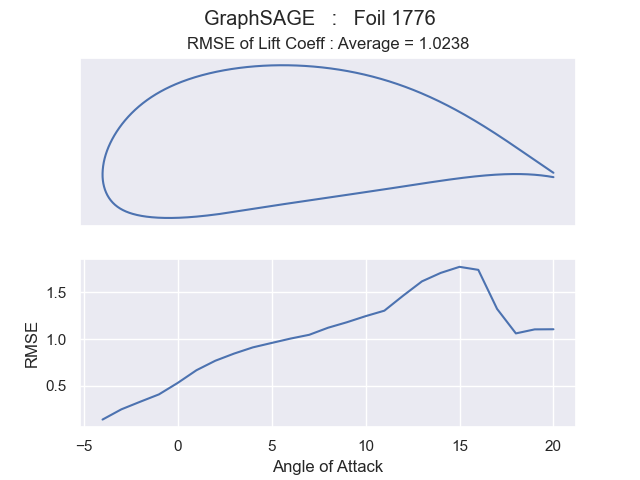 GraphSAGE : Foil 1776
RMSE of Lift Coeff : Average = 1.0238
1.5
1.0
0.5
RMSE
−5 0 5 10 15 20
Angle of Attack